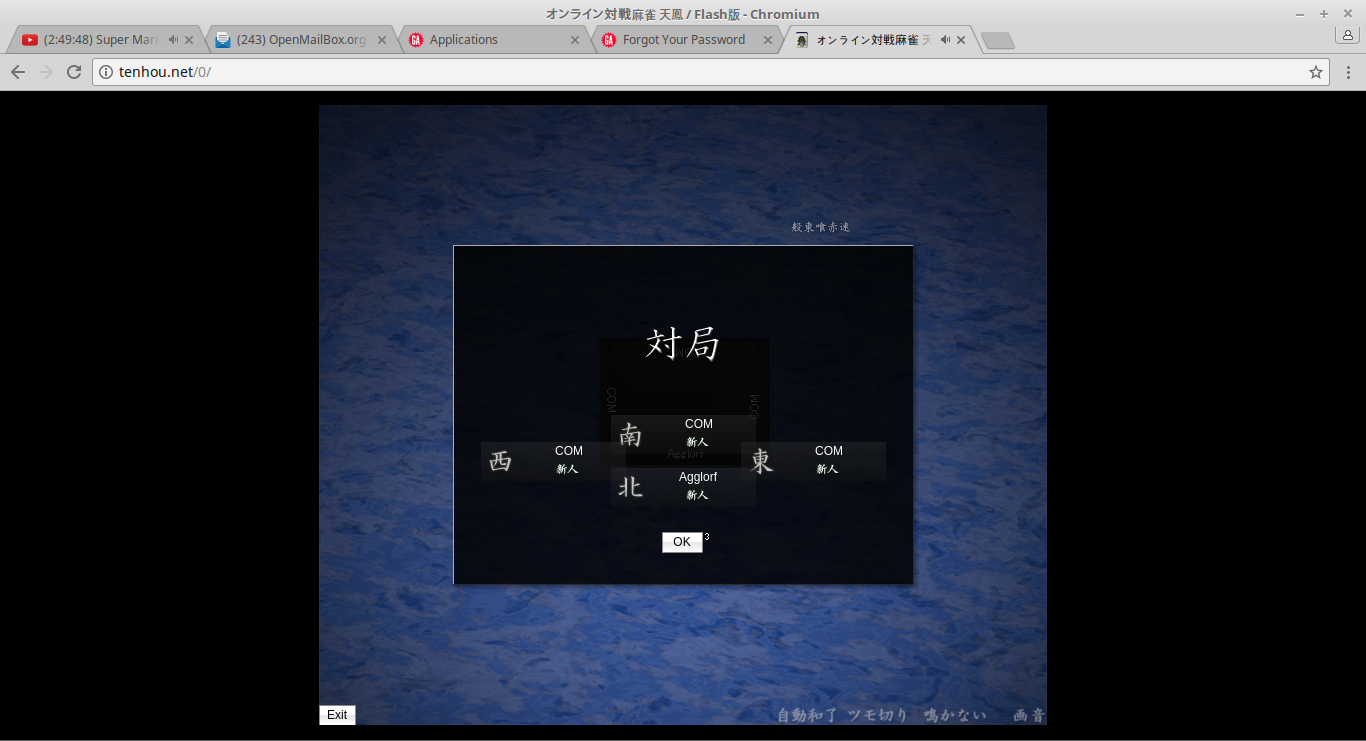 オンライン対戦麻雀 天鳳 / Flash版 - Chromium
(2:49:48) Super Mari
(243) OpenMailBox.org
Applications
Forgot Your Password
オンライン対戦麻雀 天
tenhou.net/0/
般東喰赤速
対局
COM
COM
南 COM
新人
西 COM
新人
東 COM
新人
Agglorf
北 Agglorf
新人
OK 3
Exit
自動和了 ツモ切り 鳴かない 画音